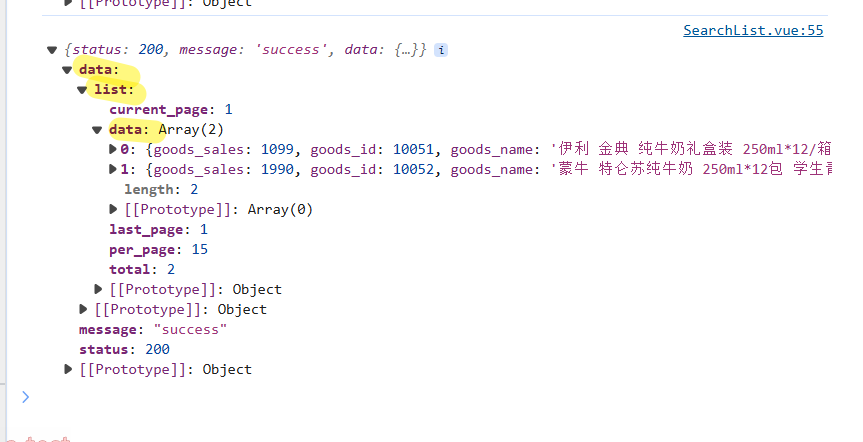 [[Prototype]]: Object
SearchList.vue:55
{status: 200, message: 'success', data: {…}} i
data:
list:
current_page: 1
data: Array(2)
0: {goods_sales: 1099, goods_id: 10051, goods_name: '伊利 金典 纯牛奶礼盒装 250ml*12/箱
1: {goods_sales: 1990, goods_id: 10052, goods_name: '蒙牛 特仑苏纯牛奶 250ml*12包 学生
length: 2
[[Prototype]]: Array(0)
last_page: 1
per_page: 15
total: 2
[[Prototype]]: Object
[[Prototype]]: Object
message: "success"
status: 200
[[Prototype]]: Object